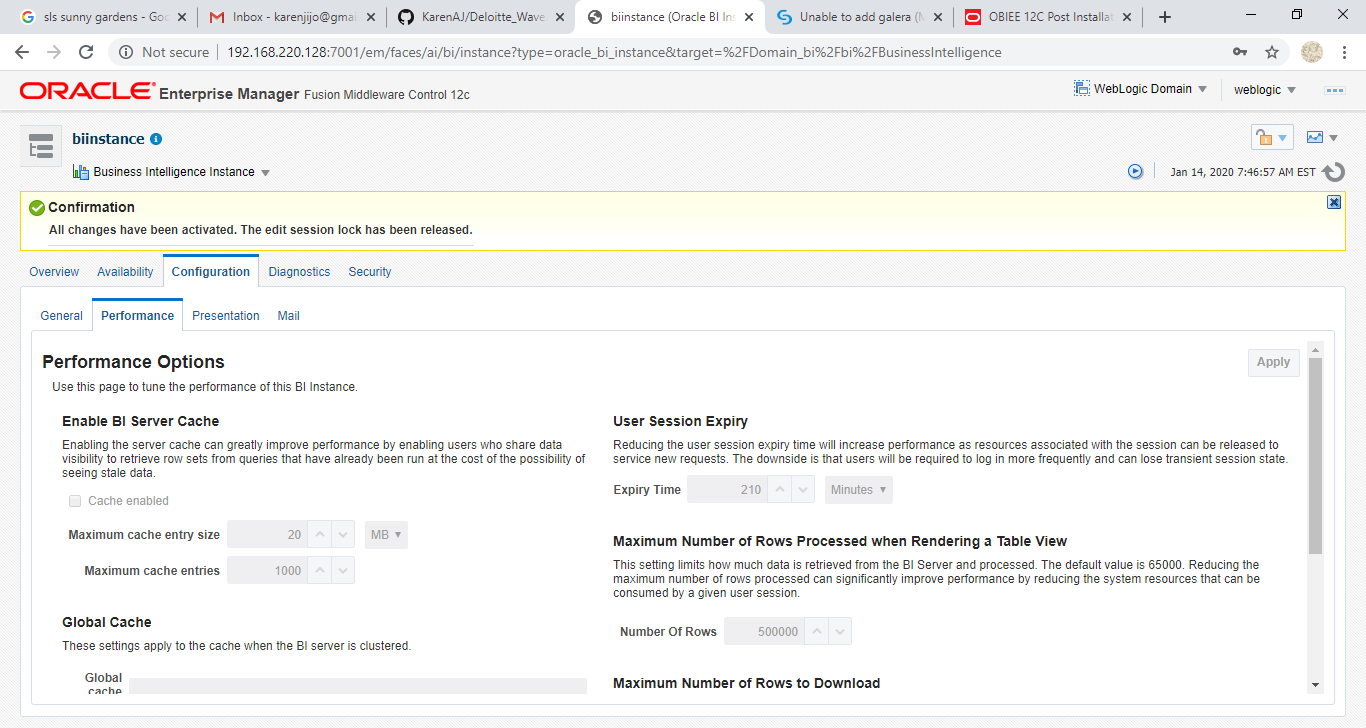 sls sunny gardens - Goo
Inbox - karenjijo@gmai
KarenAJ/Deloitte_Wave
biinstance (Oracle BI Ins
Unable to add galera (M
OBIEE 12C Post Installat
Not secure
192.168.220.128:7001/em/faces/ai/bi/instance?type=oracle_bi_instance&target=%2FDomain_bi%2Fbi%2FBusinessIntelligence
ORACLE® Enterprise Manager Fusion Middleware Control 12c
WebLogic Domain
weblogic
biinstance
Business Intelligence Instance
Jan 14, 2020 7:46:57 AM EST
Confirmation
All changes have been activated. The edit session lock has been released.
Overview Availability Configuration Diagnostics Security
General Performance Presentation Mail
Performance Options
Apply
Use this page to tune the performance of this BI Instance.
Enable BI Server Cache
Enabling the server cache can greatly improve performance by enabling users who share data
visibility to retrieve row sets from queries that have already been run at the cost of the possibility of
seeing stale data.
Cache enabled
Maximum cache entry size 20 MB
Maximum cache entries 1000
Global Cache
These settings apply to the cache when the BI server is clustered.
Global
cache
User Session Expiry
Reducing the user session expiry time will increase performance as resources associated with the session can be released to
service new requests. The downside is that users will be required to log in more frequently and can lose transient session state.
Expiry Time 210 Minutes
Maximum Number of Rows Processed when Rendering a Table View
This setting limits how much data is retrieved from the BI Server and processed. The default value is 65000. Reducing the
maximum number of rows processed can significantly improve performance by reducing the system resources that can be
consumed by a given user session.
Number Of Rows 500000
Maximum Number of Rows to Download